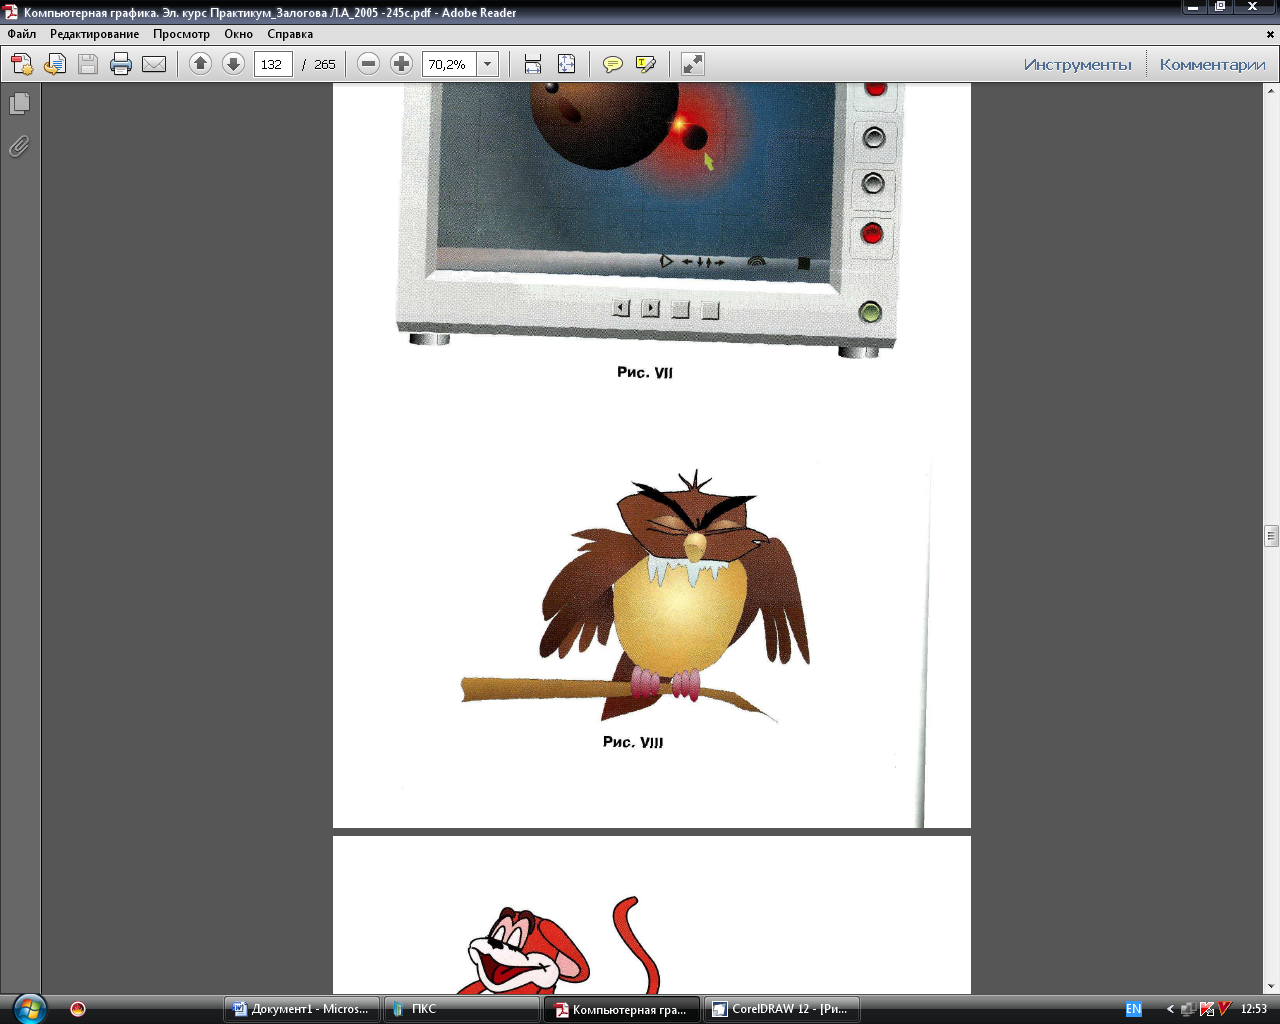 Компьютерная графика. Эл. курс Практикум_Залогова Л.А_2005 -245с.pdf - Adobe Reader
Файл Редактирование Просмотр Окно Справка
132 / 265 70,2% Инструменты Комментарии
Рис. VII
Рис. VIII
Документ1 - Micros... ПКС Компьютерная гра... CorelDRAW 12 - [Ри... EN 12:53